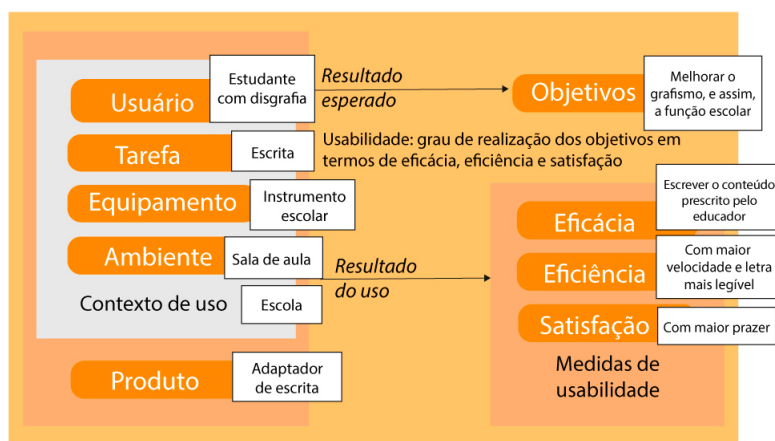 Usuário
Estudante
com disgrafia
Resultado
esperado
Objetivos
Melhorar o
grafismo, e assim,
a função escolar
Tarefa
Escrita
Usabilidade: grau de realização dos objetivos em
termos de eficácia, eficiência e satisfação
Equipamento
Instrumento
escolar
Ambiente
Sala de aula
Contexto de uso
Escola
Resultado
do uso
Eficácia
Escrever o conteúdo
prescrito pelo
educador
Eficiência
Com maior
velocidade e letra
mais legível
Satisfação
Com maior prazer
Medidas de
usabilidade
Produto
Adaptador
de escrita